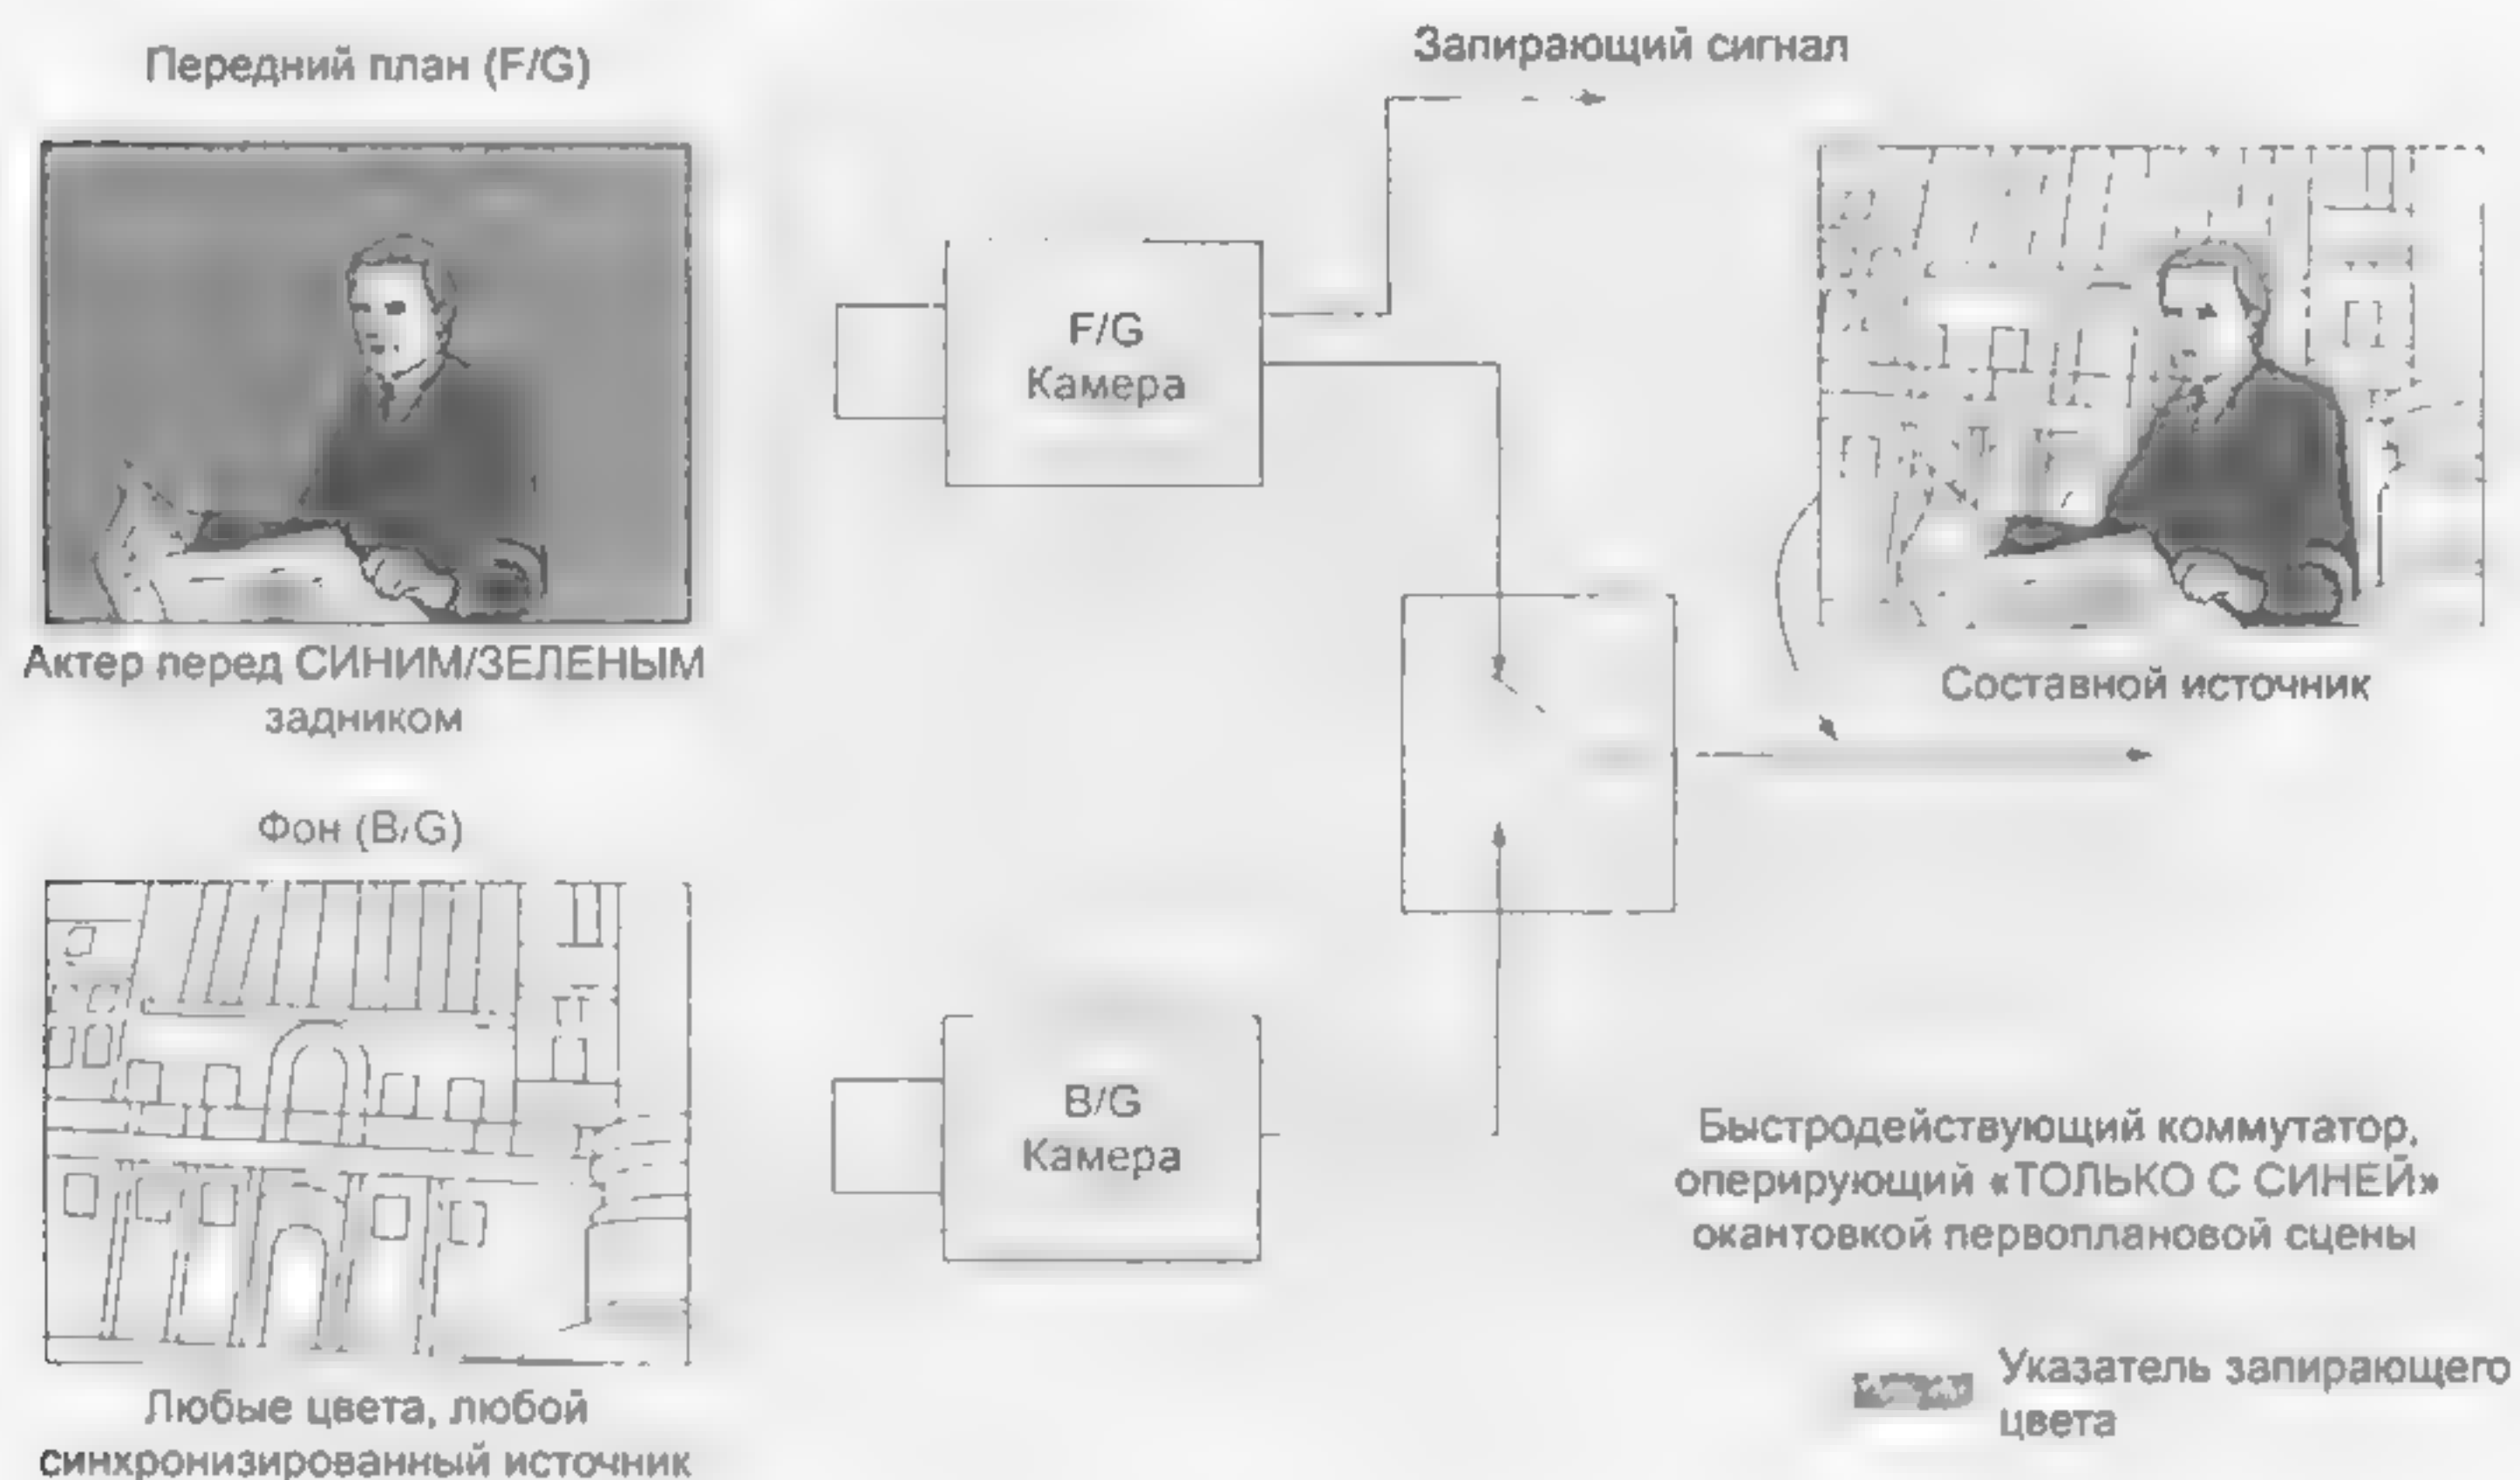 Передний план (F/G)
Запирающий сигнал
F/G
Камера
Актер перед СИНИМ/ЗЕЛЕНЫМ
задником
Составной источник
Фон (B/G)
B/G
Камера
Быстродействующий коммутатор,
оперирующий «ТОЛЬКО С СИНЕЙ»
окантовкой первоплановой сцены
Указатель запирающего
цвета
Любые цвета, любой
синхронизированный источник